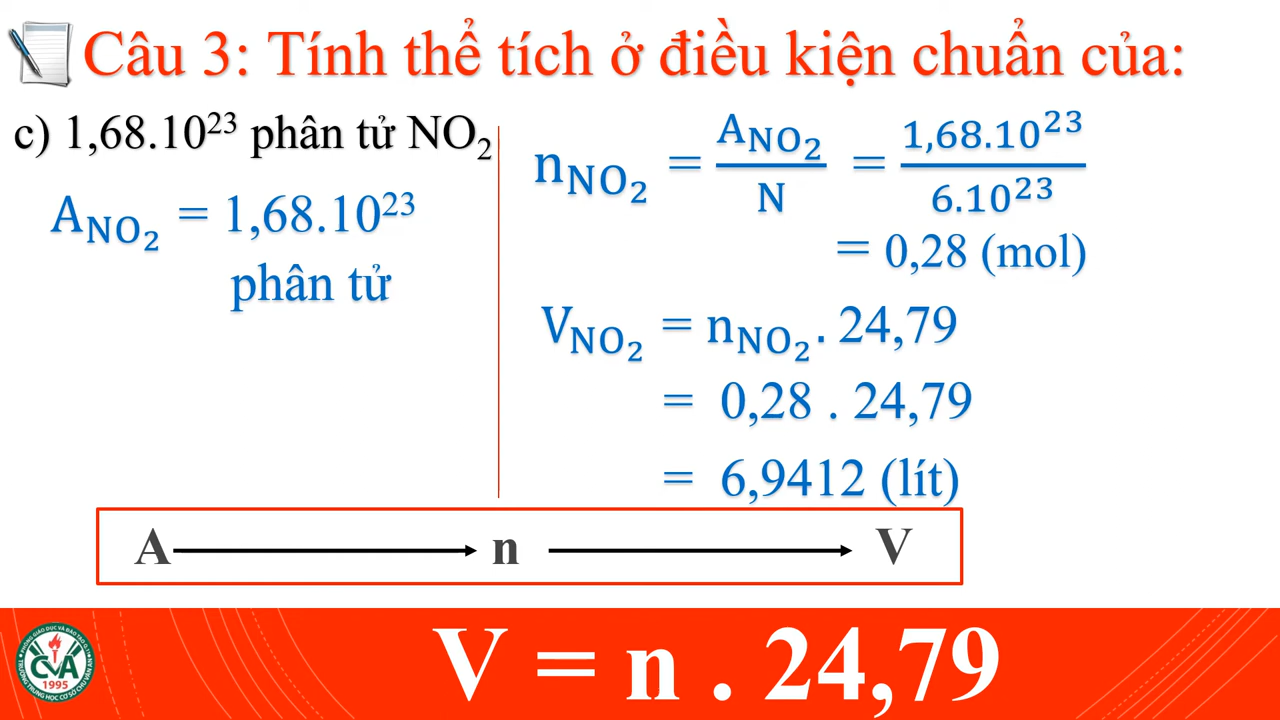 Câu 3: Tính thể tích ở điều kiện chuẩn của:
c) 1,68.10²³ phân tử NO₂
A_NO₂ = 1,68.10²³
phân tử
n_NO₂ = A_NO₂ / N = 1,68.10²³ / 6.10²³
= 0,28 (mol)
V_NO₂ = n_NO₂ . 24,79
= 0,28 . 24,79
= 6,9412 (lít)
A n V
V = n . 24,79
CVA
1995